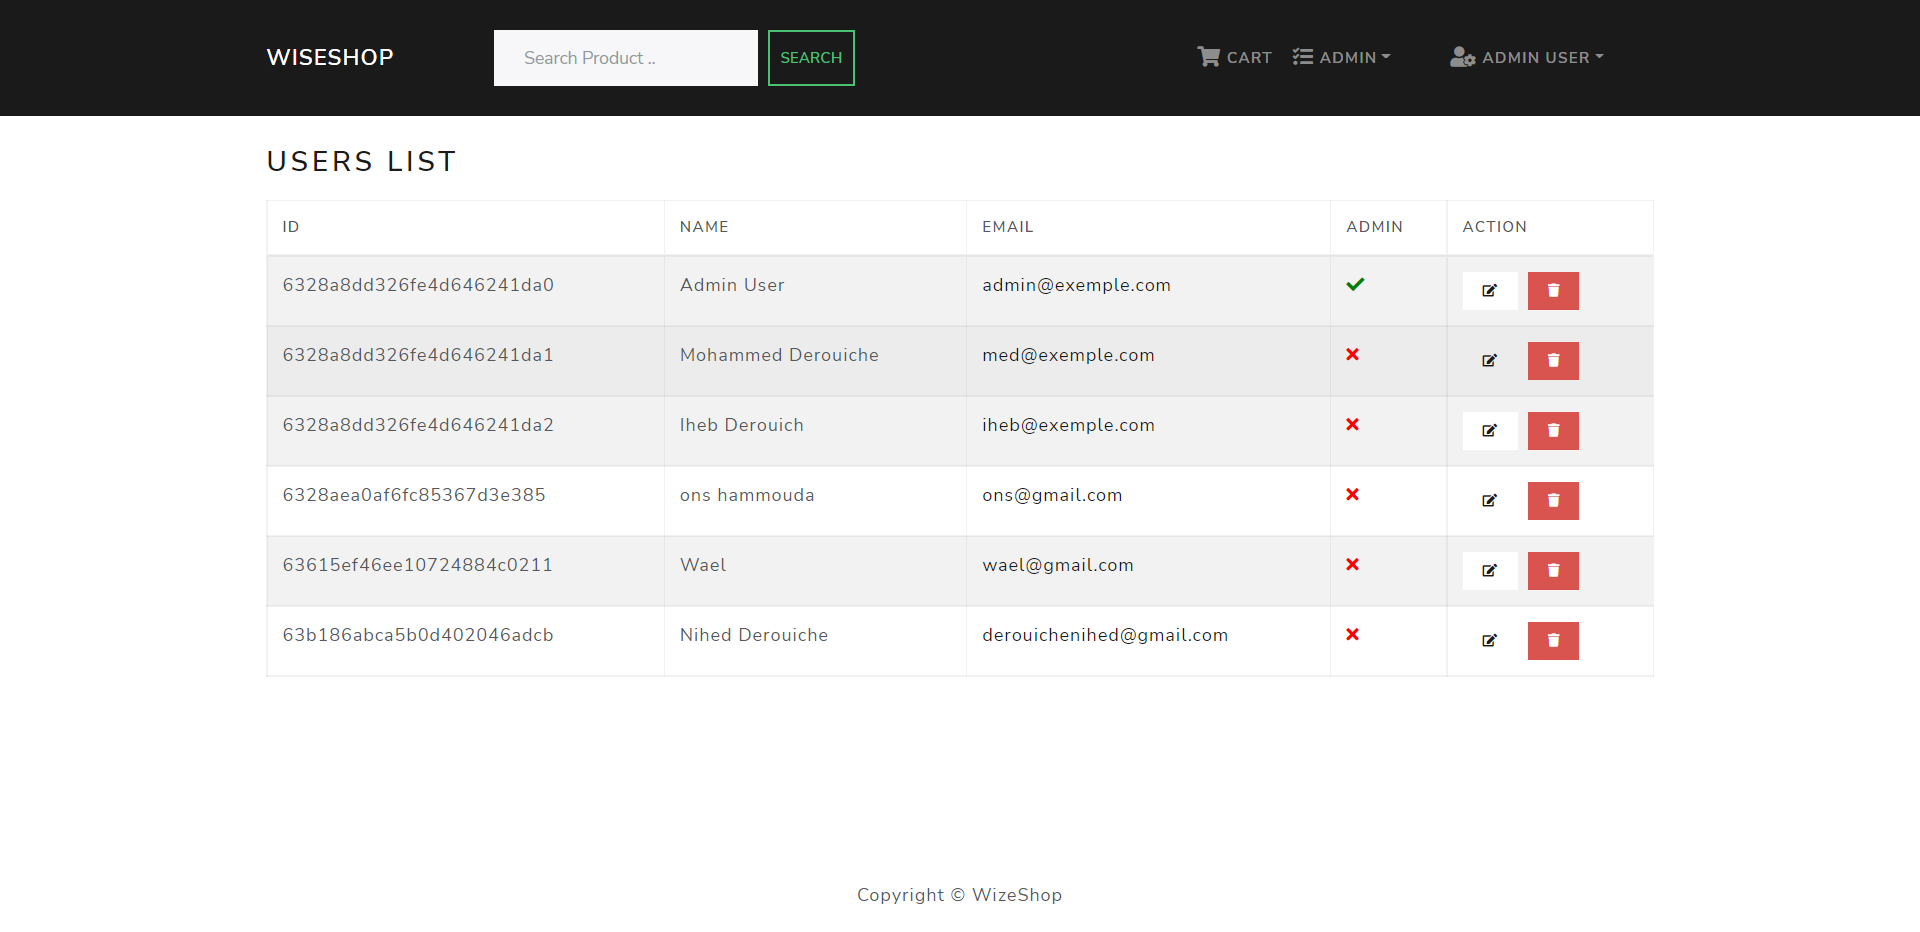 WISESHOP Search Product .. SEARCH CART ADMIN ADMIN USER
USERS LIST
ID NAME EMAIL ADMIN ACTION
6328a8dd326fe4d646241da0 Admin User admin@exemple.com
6328a8dd326fe4d646241da1 Mohammed Derouiche med@exemple.com
6328a8dd326fe4d646241da2 Iheb Derouich iheb@exemple.com
6328aea0af6fc85367d3e385 ons hammouda ons@gmail.com
63615ef46ee10724884c0211 Wael wael@gmail.com
63b186abca5b0d402046adcb Nihed Derouiche derouichenihed@gmail.com
Copyright © WizeShop